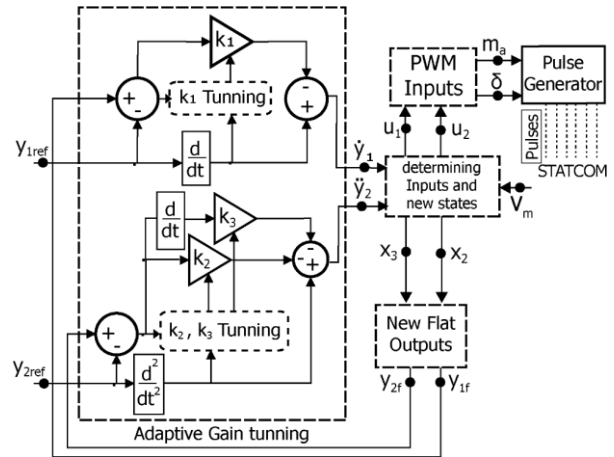 k₁
k₁ Tunning
+
-
-
+
y₁ref
d
dt
ẏ₁
ÿ₂
PWM
Inputs
mₐ
δ
Pulse
Generator
Pulses
STATCOM
u₁
u₂
determining
Inputs and
new states
Vₘ
x₃
x₂
New Flat
Outputs
y₂f
y₁f
d
dt
k₃
k₂
-
-
+
k₂, k₃ Tunning
+
-
y₂ref
d²
dt²
Adaptive Gain tunning